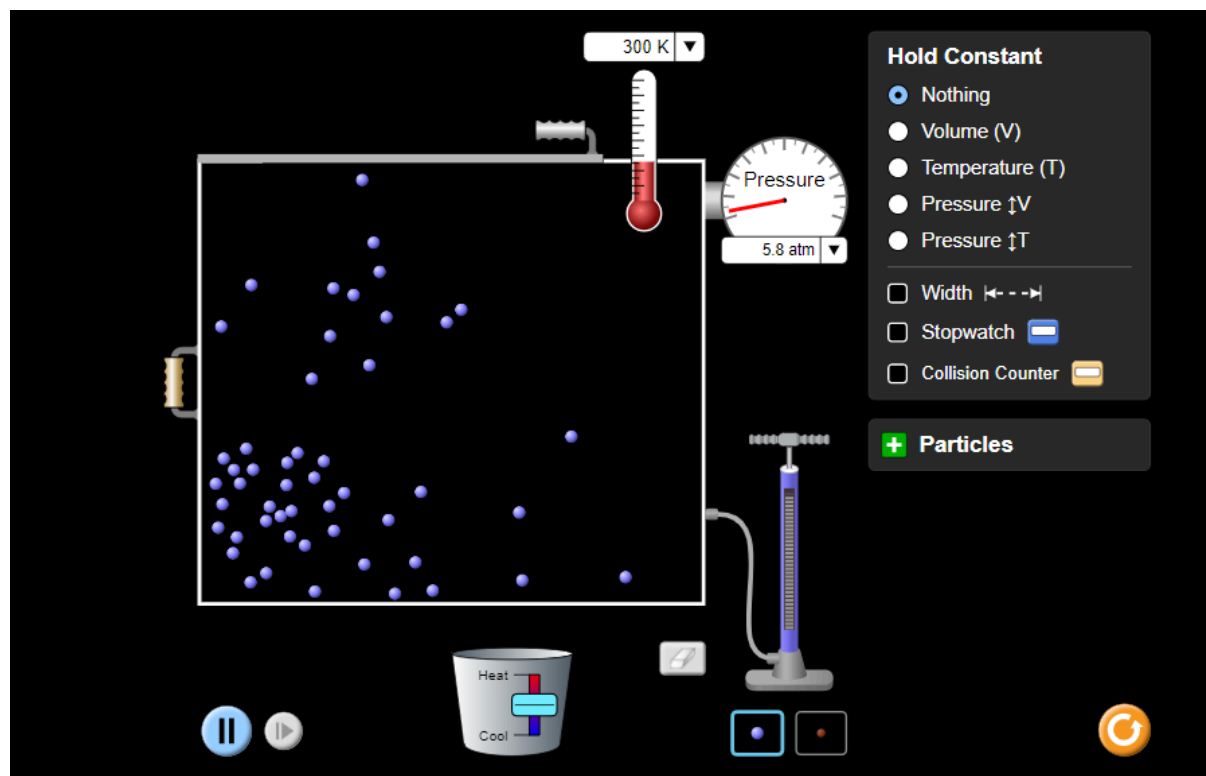 300 K
Hold Constant
Nothing
Volume (V)
Temperature (T)
Pressure ↕V
Pressure ↕T
Width
Stopwatch
Collision Counter
Pressure
5.8 atm
Particles
Heat
Cool